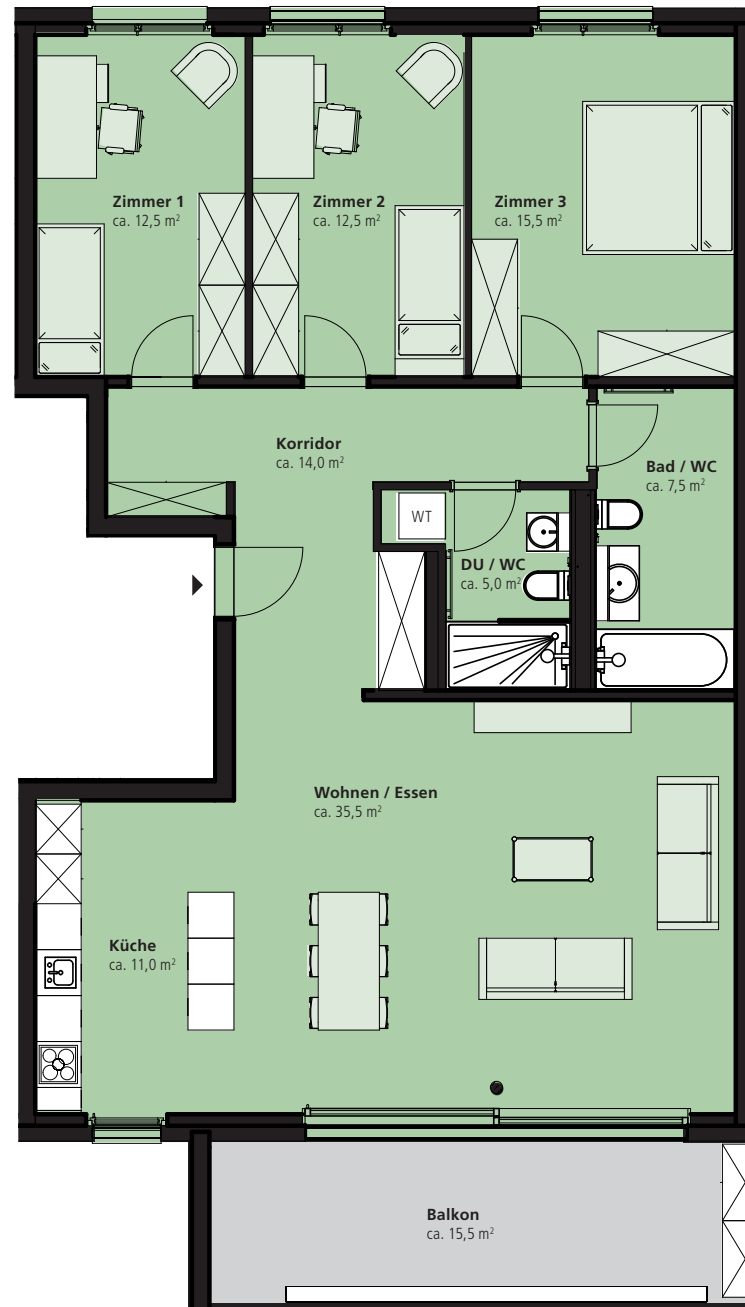 Zimmer 1
ca. 12,5 m²
Zimmer 2
ca. 12,5 m²
Zimmer 3
ca. 15,5 m²
Korridor
ca. 14,0 m²
Bad / WC
ca. 7,5 m²
WT
DU / WC
ca. 5,0 m²
Wohnen / Essen
ca. 35,5 m²
Küche
ca. 11,0 m²
Balkon
ca. 15,5 m²